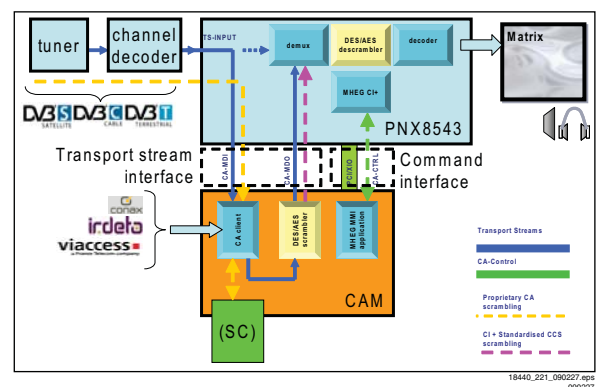 tuner
channel
decoder
TS-INPUT
demux
DES/AES
descrambler
decoder
MHEG CI+
PNX8543
Matrix
DVB S DVB C DVB T
SATELLITE
CABLE
TERRESTRIAL
Transport stream
interface
CA-MDI
CA-MDO
PCI/XIO
CA-CTRL
Command
interface
conax
irdeto
viaccess
a France Telecom company
CA client
DES/AES
scrambler
MHEG MMI
application
CAM
(SC)
Transport Streams
CA-Control
Proprietary CA
scrambling
CI + Standardised CCS
scrambling
18440_221_090227.eps
090227